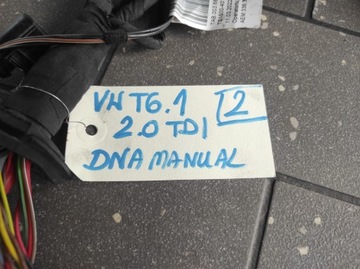 VW T6.1 2
2.0 TDI
DNA MANUAL